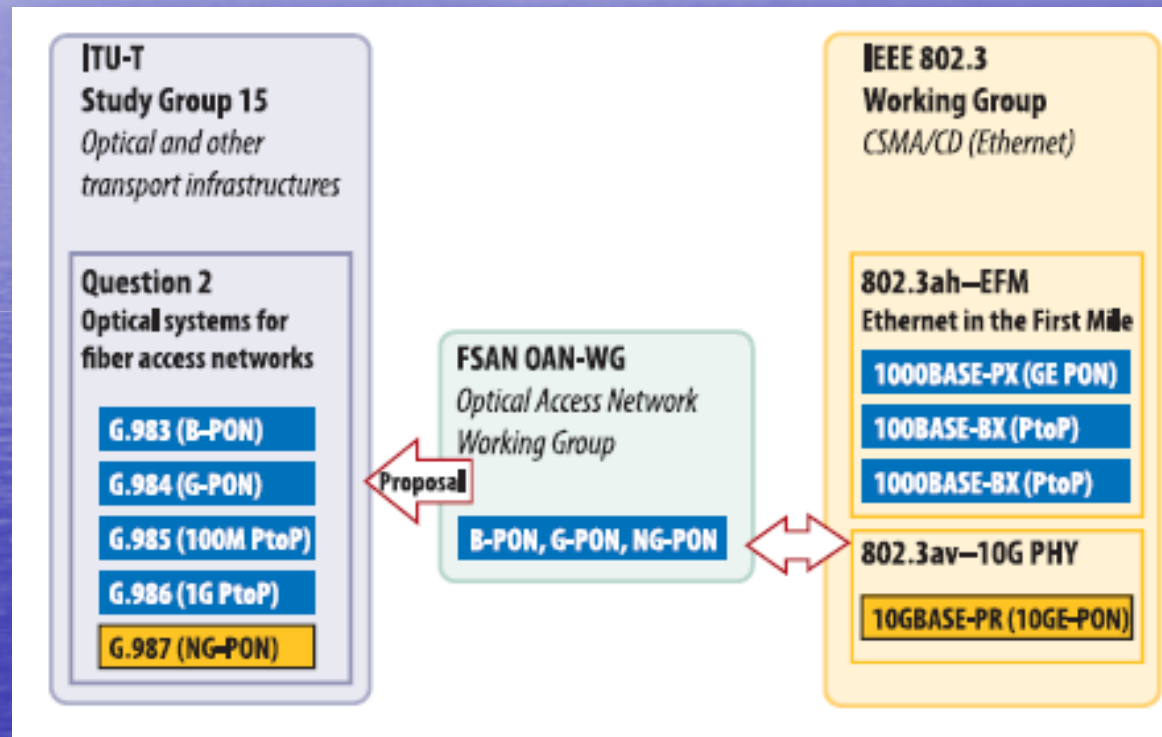 ITU-T
Study Group 15
Optical and other
transport infrastructures
Question 2
Optical systems for
fiber access networks
G.983 (B-PON)
G.984 (G-PON)
G.985 (100M PtoP)
G.986 (1G PtoP)
G.987 (NG-PON)
FSAN OAN-WG
Optical Access Network
Working Group
Proposal
B-PON, G-PON, NG-PON
IEEE 802.3
Working Group
CSMA/CD (Ethernet)
802.3ah–EFM
Ethernet in the First Mile
1000BASE-PX (GE PON)
100BASE-BX (PtoP)
1000BASE-BX (PtoP)
802.3av–10G PHY
10GBASE-PR (10GE-PON)